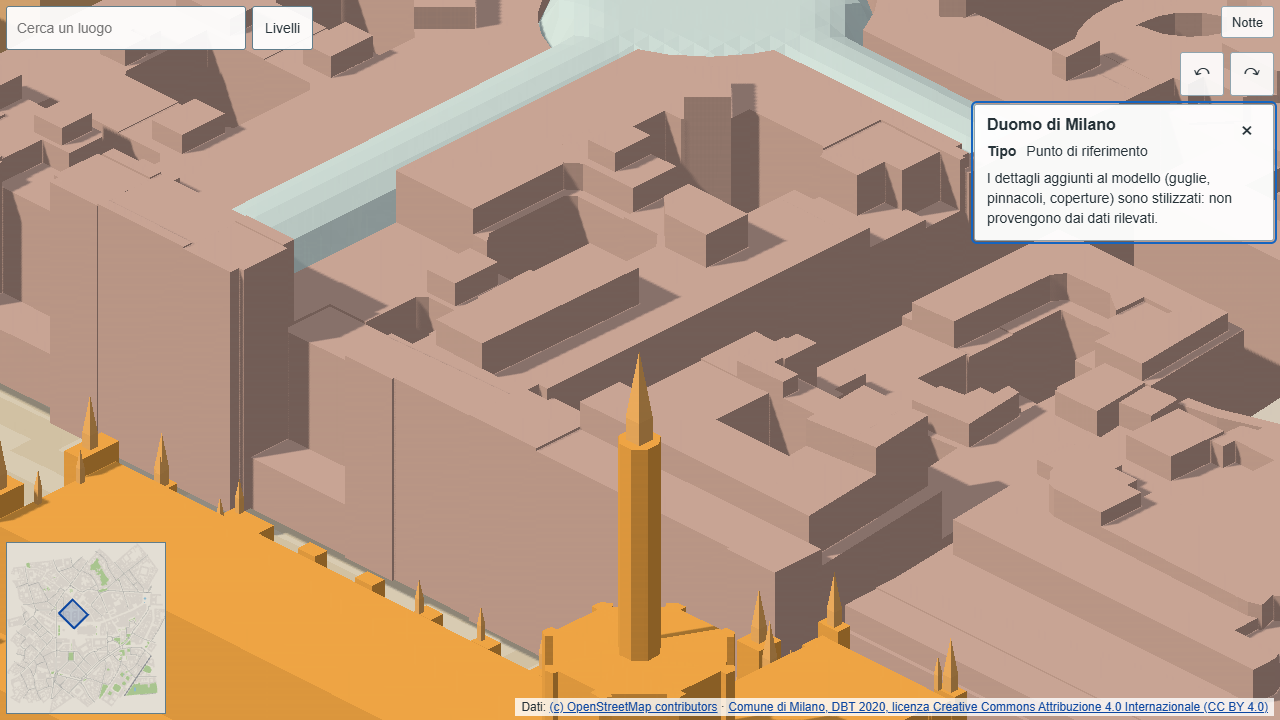 Cerca un luogo
Livelli
Notte
Duomo di Milano
Tipo Punto di riferimento
I dettagli aggiunti al modello (guglie,
pinnacoli, coperture) sono stilizzati: non
provengono dai dati rilevati.
Dati: (c) OpenStreetMap contributors · Comune di Milano, DBT 2020, licenza Creative Commons Attribuzione 4.0 Internazionale (CC BY 4.0)